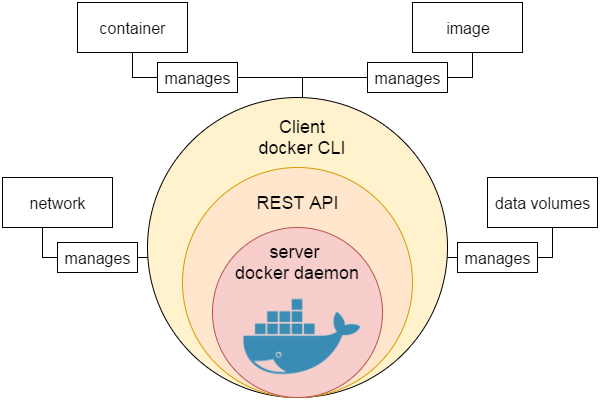 container
image
manages
manages
Client
docker CLI
network
REST API
data volumes
manages
server
docker daemon
manages